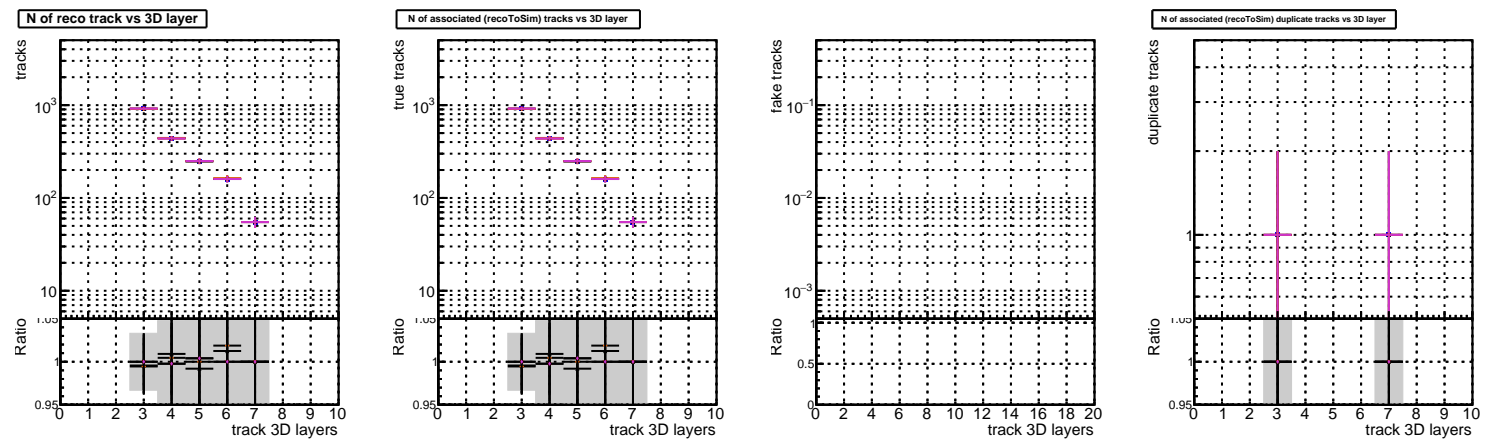 N of reco track vs 3D layer
tracks
10³
10²
10
Ratio
1.05
1
0.95
0 1 2 3 4 5 6 7 8 9 10
track 3D layers
N of associated (recoToSim) tracks vs 3D layer
true tracks
10³
10²
10
Ratio
1.05
1
0.95
0 1 2 3 4 5 6 7 8 9 10
track 3D layers
fake tracks
10⁻¹
10⁻²
10⁻³
Ratio
1
0.5
0
0 2 4 6 8 10 12 14 16 18 20
track 3D layers
N of associated (recoToSim) duplicate tracks vs 3D layer
duplicate tracks
1
Ratio
1.05
1
0.95
0 1 2 3 4 5 6 7 8 9 10
track 3D layers